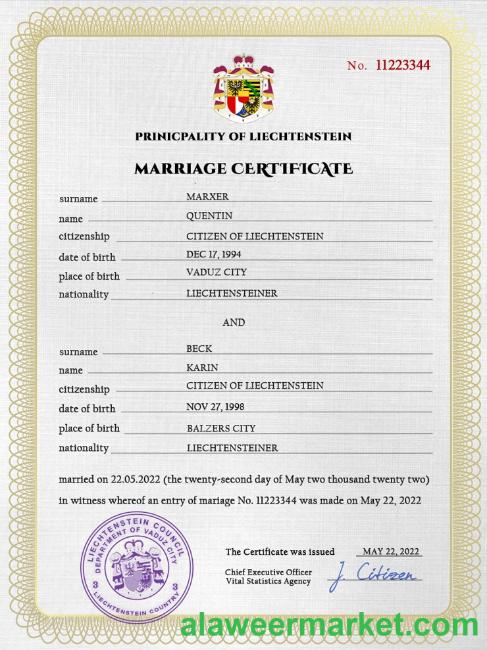 No. 11223344
PRINICPALITY OF LIECHTENSTEIN
MARRIAGE CERTIFICATE
surname MARXER
name QUENTIN
citizenship CITIZEN OF LIECHTENSTEIN
date of birth DEC 17, 1994
place of birth VADUZ CITY
nationality LIECHTENSTEINER
AND
surname BECK
name KARIN
citizenship CITIZEN OF LIECHTENSTEIN
date of birth NOV 27, 1998
place of birth BALZERS CITY
nationality LIECHTENSTEINER
married on 22.05.2022 (the twenty-second day of May two thousand twenty two)
in witness whereof an entry of mariage No. 11223344 was made on May 22, 2022
LIECHTENSTEIN COUNCIL
DEPARTMENT OF VADUZ CITY
3 3
LIECHTENSTEIN COUNTRY
The Certificate was issued MAY 22, 2022
Chief Executive Officer
Vital Statistics Agency
J. Citizen
alaweermarket.com